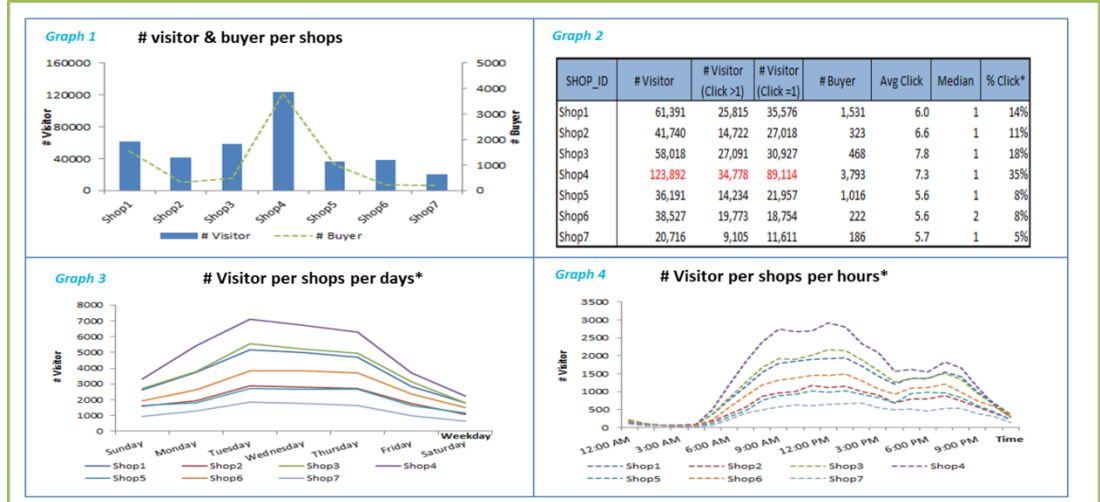 Graph 1
# visitor & buyer per shops
160000
120000
80000
40000
0
# Visitor
5000
4000
3000
2000
1000
0
# Buyer
Shop1 Shop2 Shop3 Shop4 Shop5 Shop6 Shop7
# Visitor # Buyer
Graph 2
SHOP_ID # Visitor # Visitor (Click >1) # Visitor (Click =1) # Buyer Avg Click Median % Click*
Shop1 61,391 25,815 35,576 1,531 6.0 1 14%
Shop2 41,740 14,722 27,018 323 6.6 1 11%
Shop3 58,018 27,091 30,927 468 7.8 1 18%
Shop4 123,892 34,778 89,114 3,793 7.3 1 35%
Shop5 36,191 14,234 21,957 1,016 5.6 1 8%
Shop6 38,527 19,773 18,754 222 5.6 2 8%
Shop7 20,716 9,105 11,611 186 5.7 1 5%
Graph 3
# Visitor per shops per days*
8000
7000
6000
5000
4000
3000
2000
1000
0
# Visitor
Sunday Monday Tuesday Wednesday Thursday Friday Saturday
Weekday
Shop1 Shop2 Shop3 Shop4
Shop5 Shop6 Shop7
Graph 4
# Visitor per shops per hours*
3500
3000
2500
2000
1500
1000
500
0
# Visitor
12:00 AM 3:00 AM 6:00 AM 9:00 AM 12:00 PM 3:00 PM 6:00 PM 9:00 PM
Time
Shop1 Shop2 Shop3 Shop4
Shop5 Shop6 Shop7